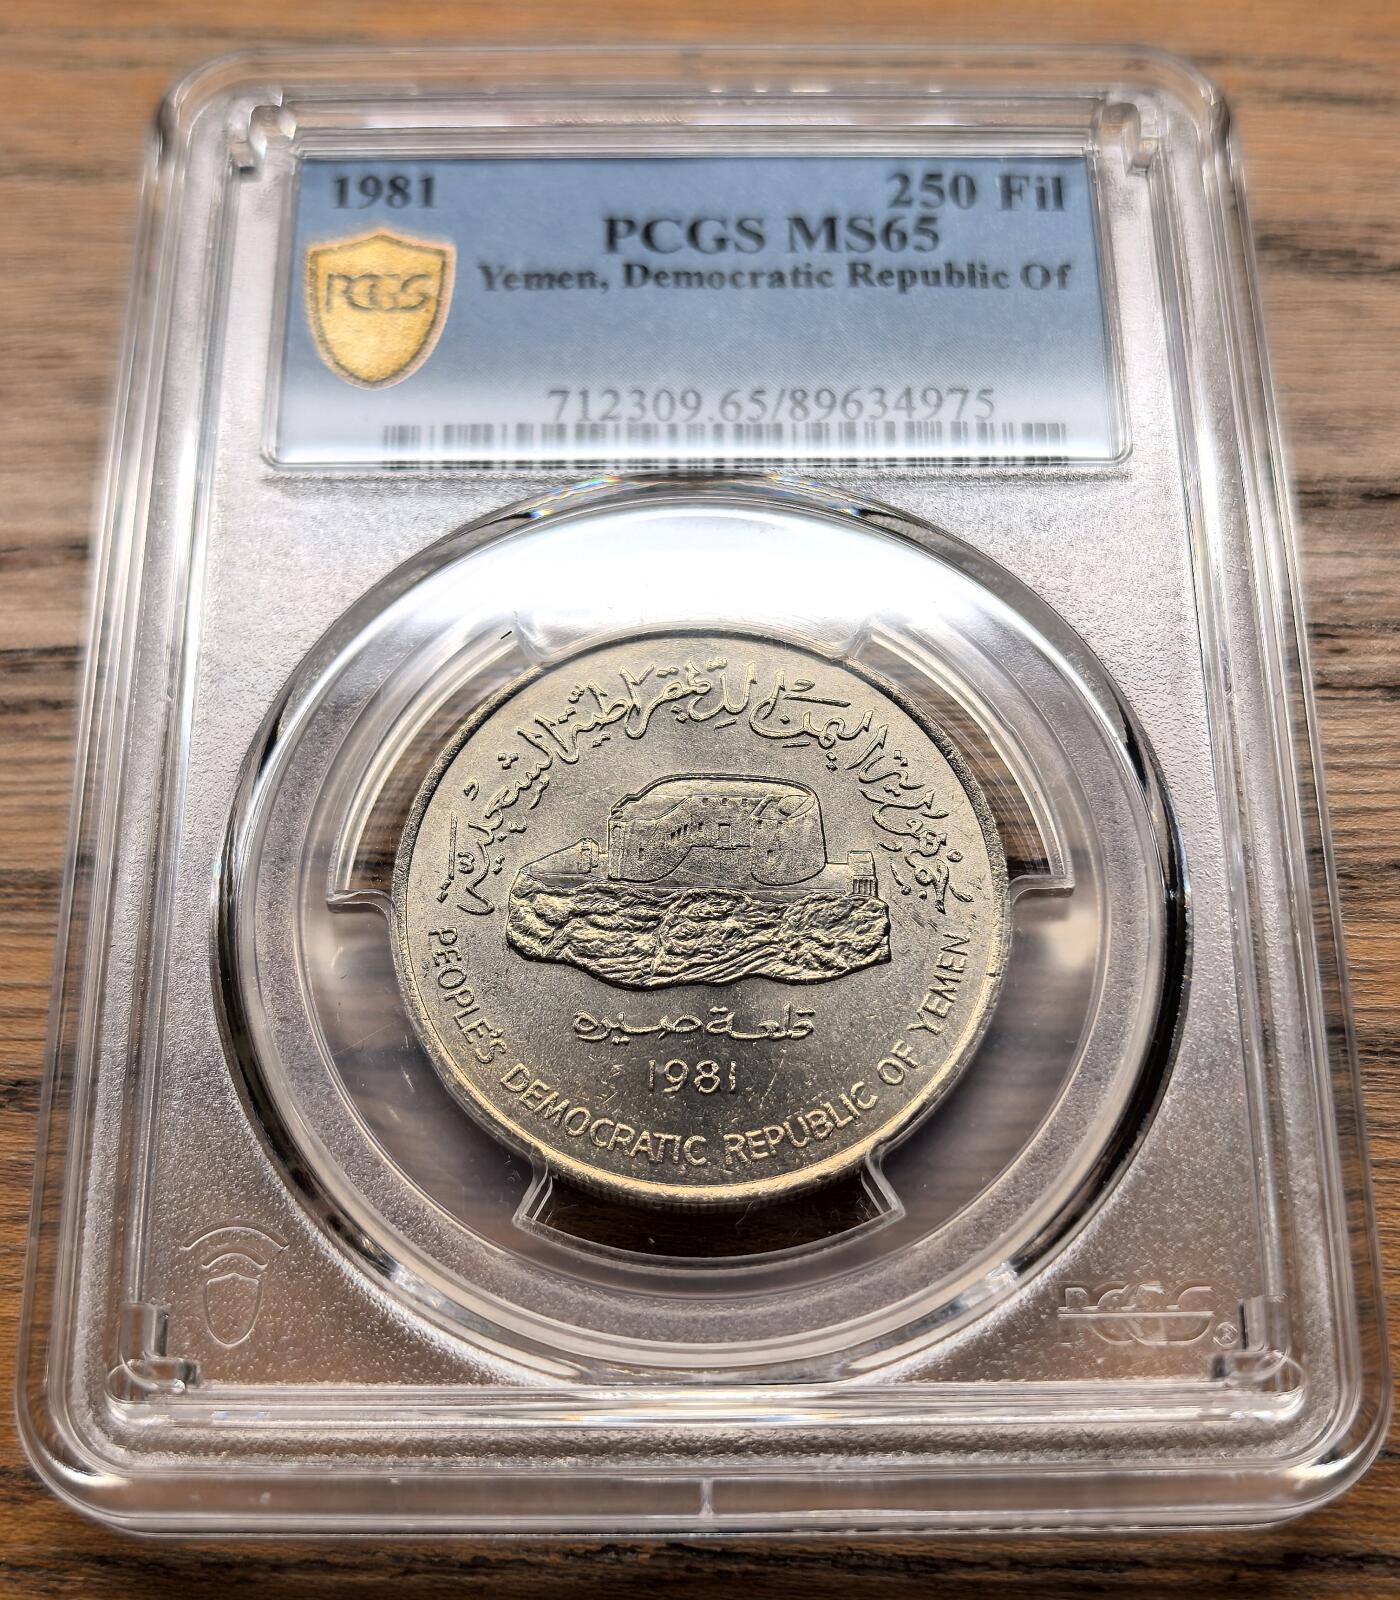 1981 250 Fil
PCGS MS65
PCGS Yemen, Democratic Republic Of
712309.65/89634975
جمهورية اليمن الديمقراطية الشعبية
قلعة صيره
1981
PEOPLE'S DEMOCRATIC REPUBLIC OF YEMEN
PCGS ®